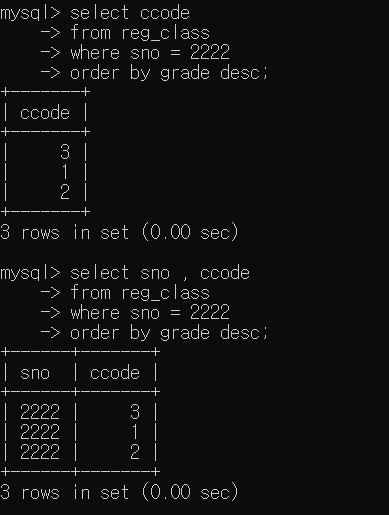 mysql> select ccode
    -> from reg_class
    -> where sno = 2222
    -> order by grade desc;
+-------+
| ccode |
+-------+
|     3 |
|     1 |
|     2 |
+-------+
3 rows in set (0.00 sec)

mysql> select sno , ccode
    -> from reg_class
    -> where sno = 2222
    -> order by grade desc;
+------+-------+
| sno  | ccode |
+------+-------+
| 2222 |     3 |
| 2222 |     1 |
| 2222 |     2 |
+------+-------+
3 rows in set (0.00 sec)